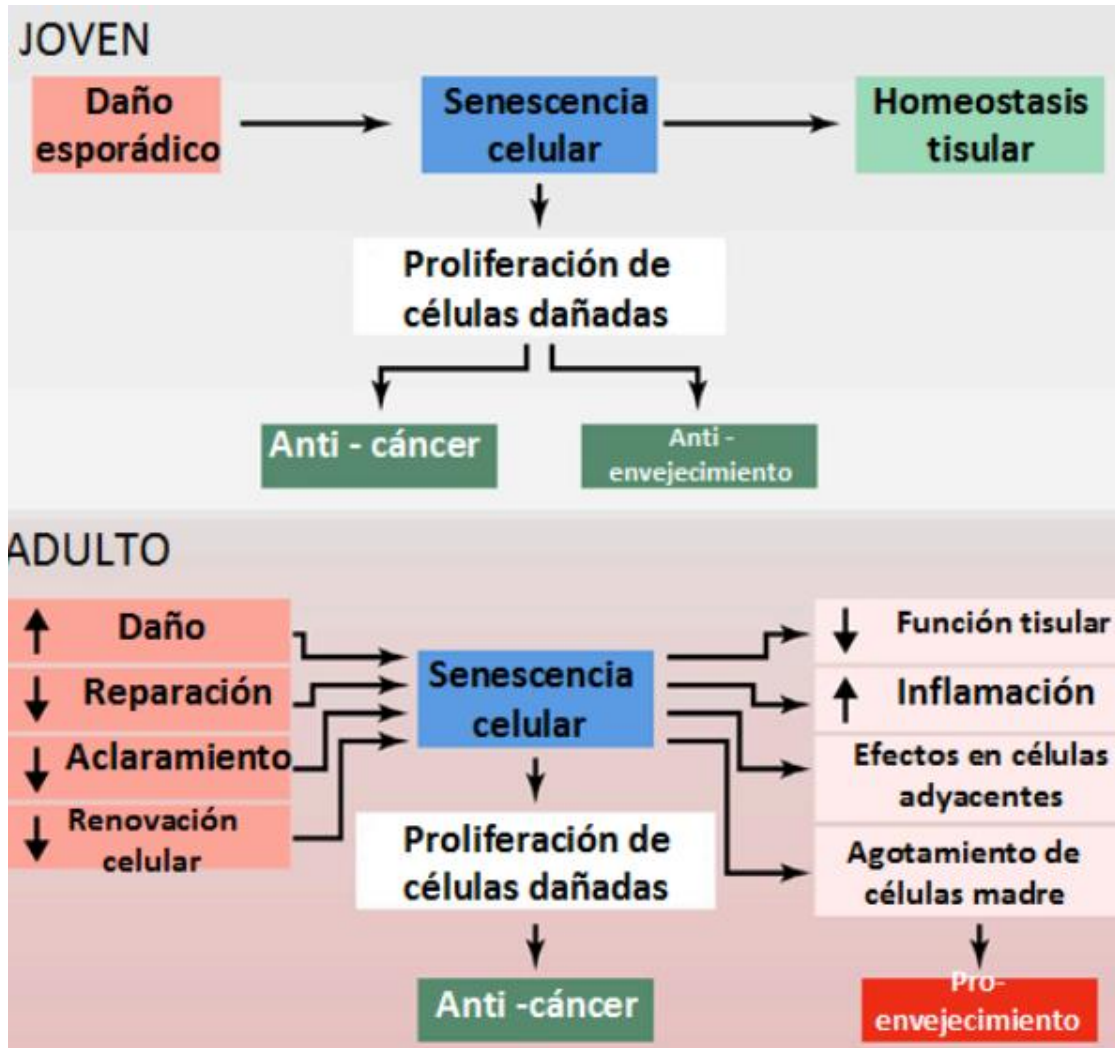 JOVEN
Daño
esporádico
Senescencia
celular
Homeostasis
tisular
Proliferación de
células dañadas
Anti - cáncer
Anti -
envejecimiento
ADULTO
Daño
Reparación
Aclaramiento
Renovación
celular
Senescencia
celular
Proliferación de
células dañadas
Anti -cáncer
Función tisular
Inflamación
Efectos en células
adyacentes
Agotamiento de
células madre
Pro-
envejecimiento